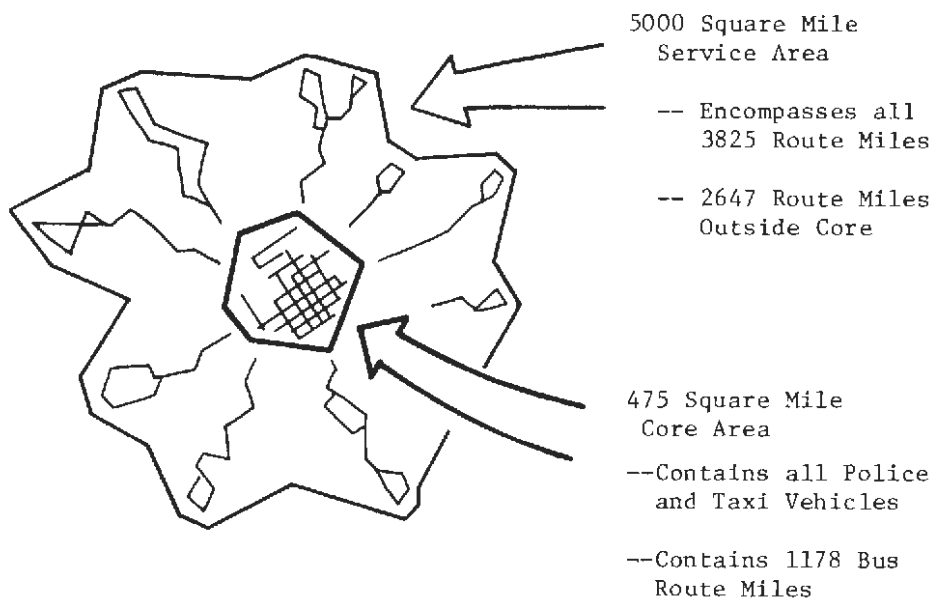 5000 Square Mile
Service Area
-- Encompasses all
3825 Route Miles
-- 2647 Route Miles
Outside Core
475 Square Mile
Core Area
--Contains all Police
and Taxi Vehicles
--Contains 1178 Bus
Route Miles